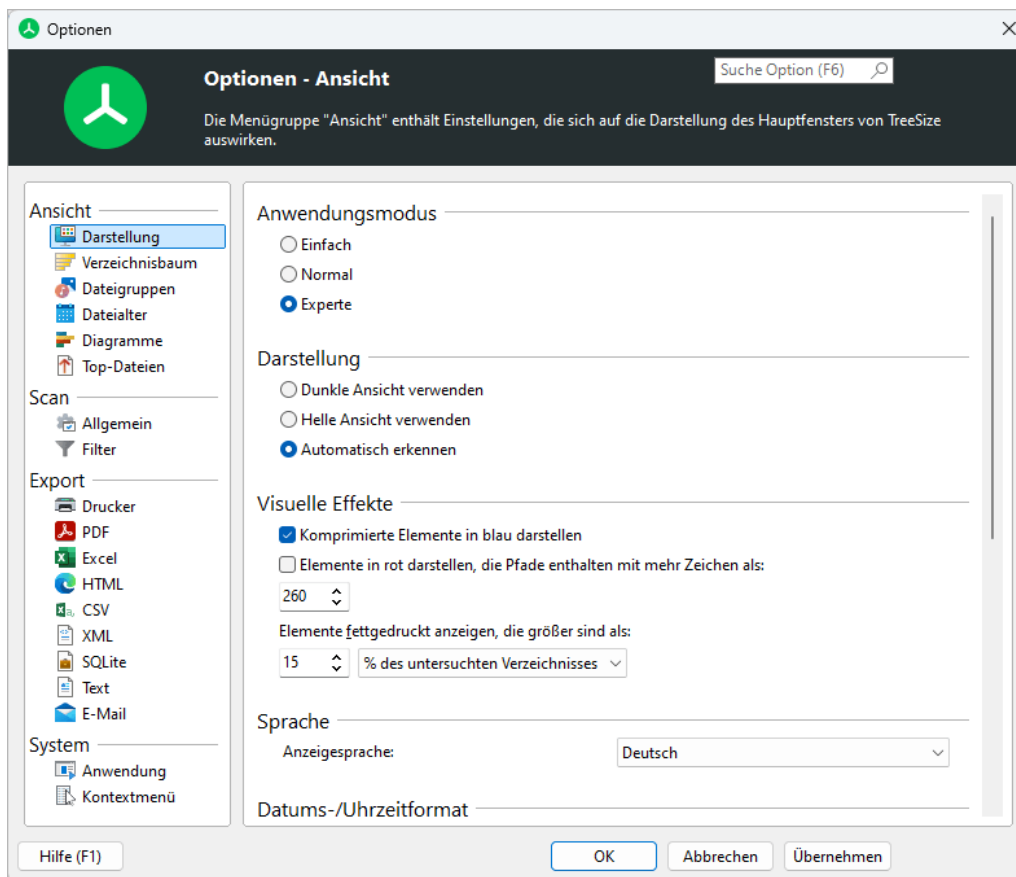 Optionen
Optionen - Ansicht
Suche Option (F6)
Die Menügruppe "Ansicht" enthält Einstellungen, die sich auf die Darstellung des Hauptfensters von TreeSize
auswirken.
Ansicht
Darstellung
Verzeichnisbaum
Dateigruppen
Dateialter
Diagramme
Top-Dateien
Scan
Allgemein
Filter
Export
Drucker
PDF
Excel
HTML
CSV
XML
SQLite
Text
E-Mail
System
Anwendung
Kontextmenü
Anwendungsmodus
Einfach
Normal
Experte
Darstellung
Dunkle Ansicht verwenden
Helle Ansicht verwenden
Automatisch erkennen
Visuelle Effekte
Komprimierte Elemente in blau darstellen
Elemente in rot darstellen, die Pfade enthalten mit mehr Zeichen als:
260
Elemente fettgedruckt anzeigen, die größer sind als:
15 % des untersuchten Verzeichnisses
Sprache
Anzeigesprache: Deutsch
Datums-/Uhrzeitformat
Hilfe (F1) OK Abbrechen Übernehmen